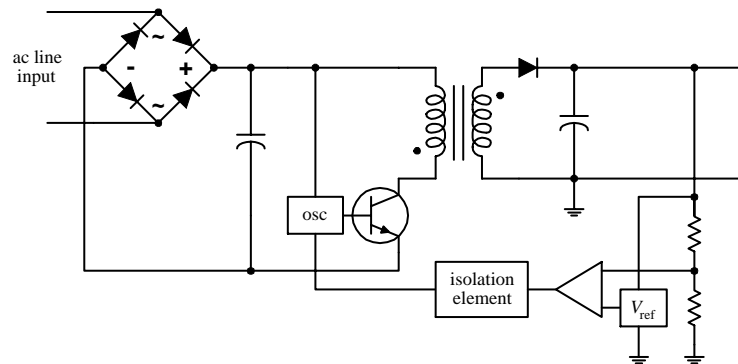 ac line
input
~
-
+
~
osc
isolation
element
Vref